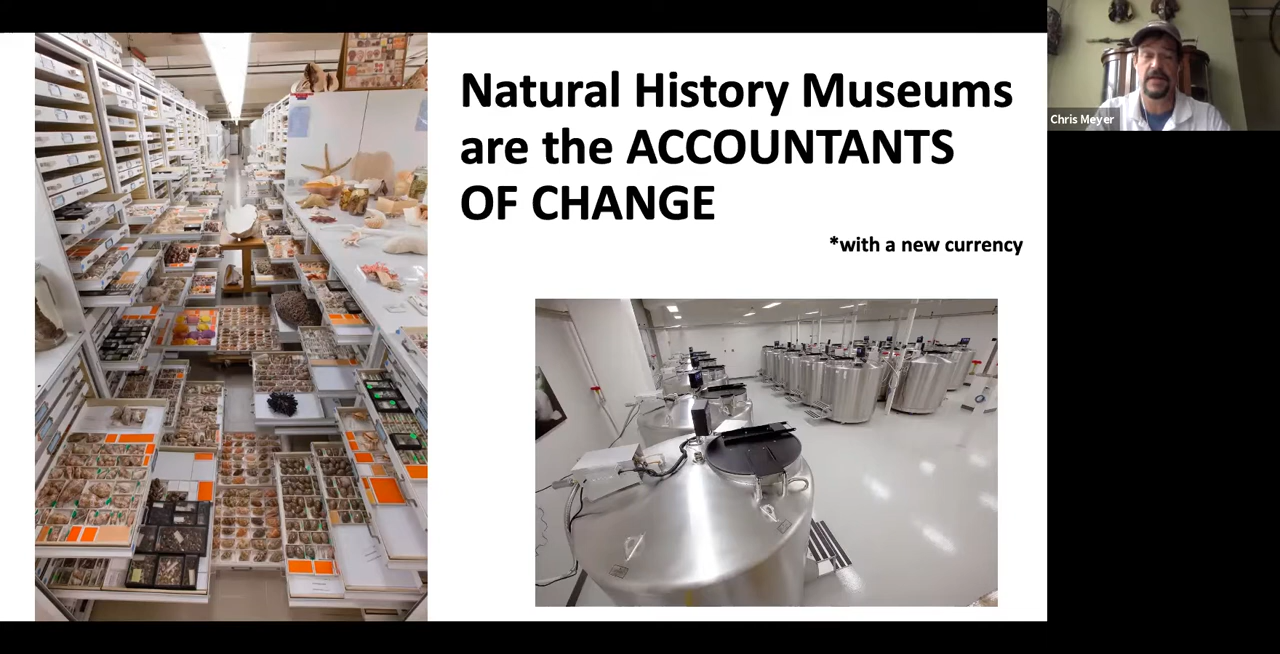 Natural History Museums
are the ACCOUNTANTS
OF CHANGE
*with a new currency
Chris Meyer